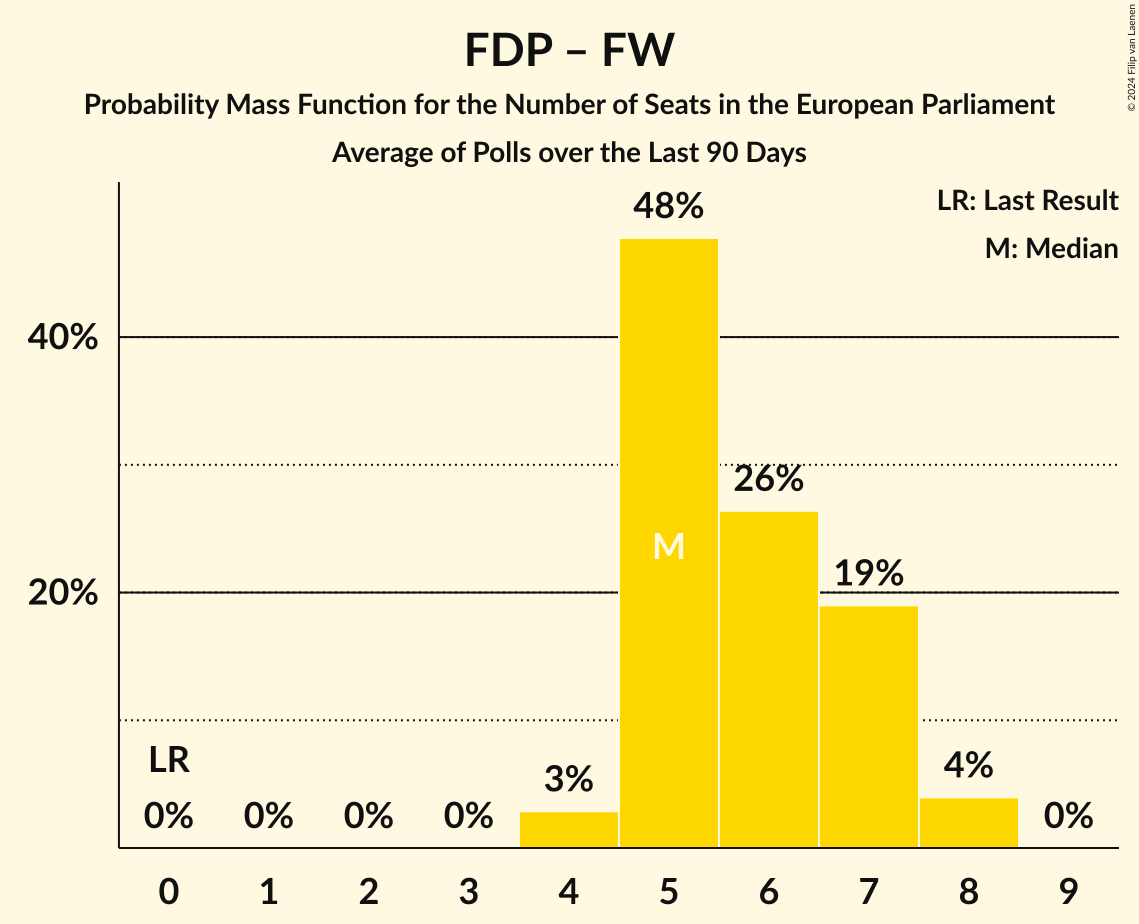 FDP – FW
Probability Mass Function for the Number of Seats in the European Parliament
Average of Polls over the Last 90 Days
© 2024 Filip van Laenen
LR: Last Result
M: Median
48%
40%
26%
M
19%
20%
LR
3%
4%
0%
0%
0%
0%
0%
0 1 2 3 4 5 6 7 8 9